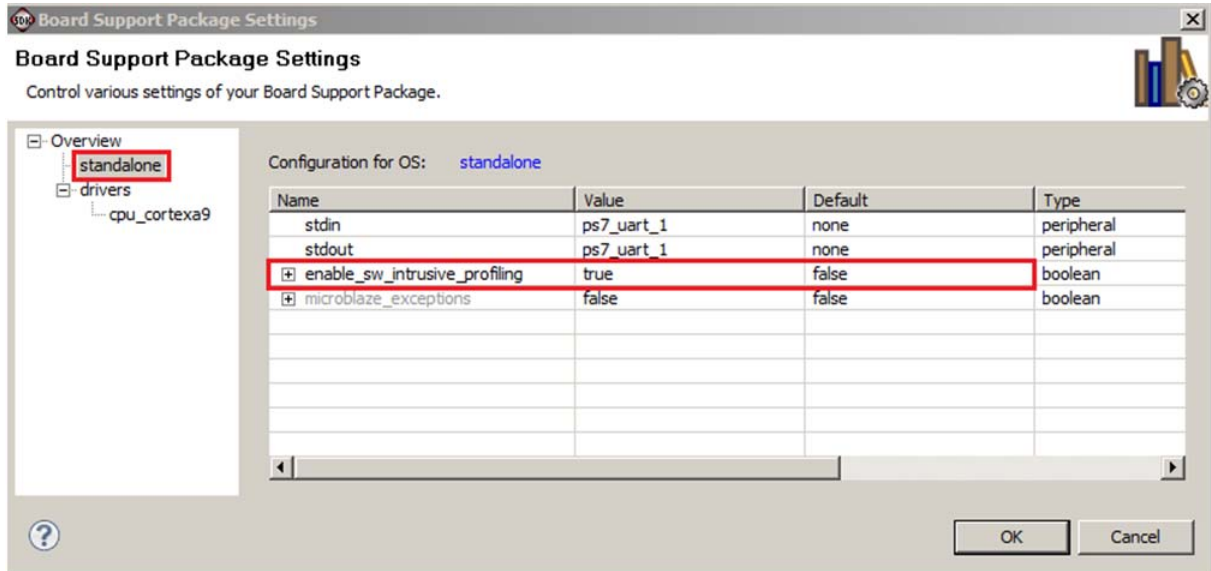 SDK Board Support Package Settings
Board Support Package Settings
Control various settings of your Board Support Package.
Overview
standalone
drivers
cpu_cortexa9
Configuration for OS: standalone
Name Value Default Type
stdin ps7_uart_1 none peripheral
stdout ps7_uart_1 none peripheral
enable_sw_intrusive_profiling true false boolean
microblaze_exceptions false false boolean
OK Cancel